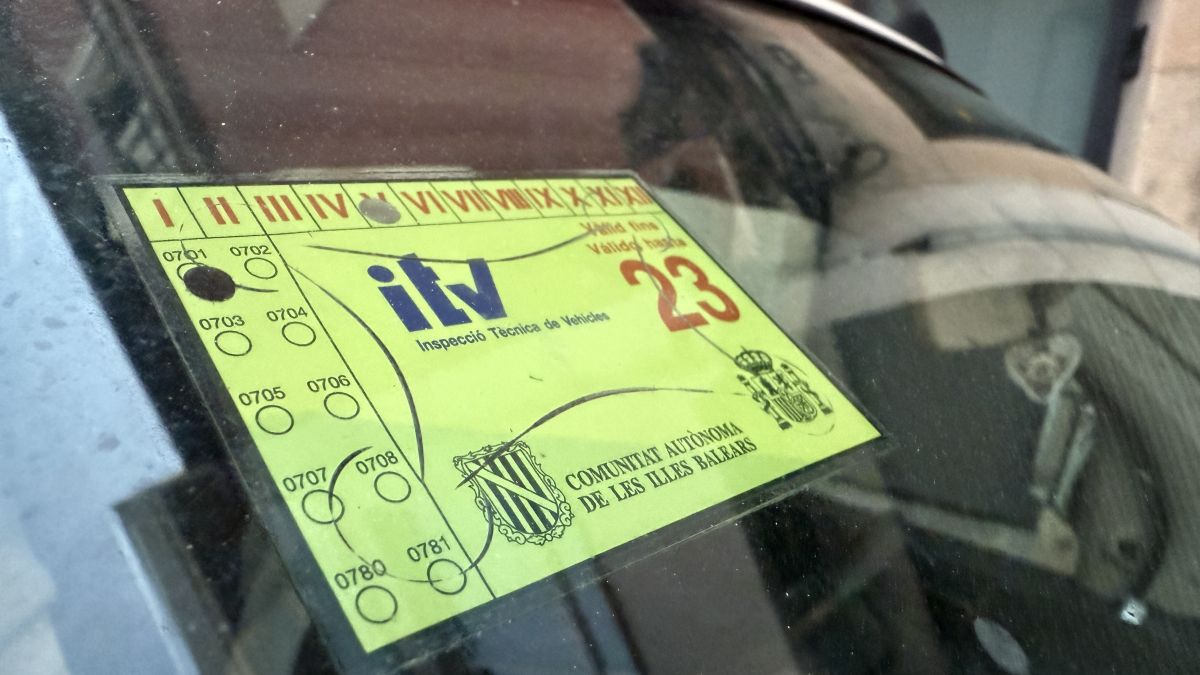 I II III IV V VI VII VIII IX X XI XII
Vàlid fins
Válido hasta
23
itv
Inspecció Tècnica de Vehicles
0701 0702
0703 0704
0705 0706
0707 0708
0780 0781
COMUNITAT AUTÒNOMA
DE LES ILLES BALEARS